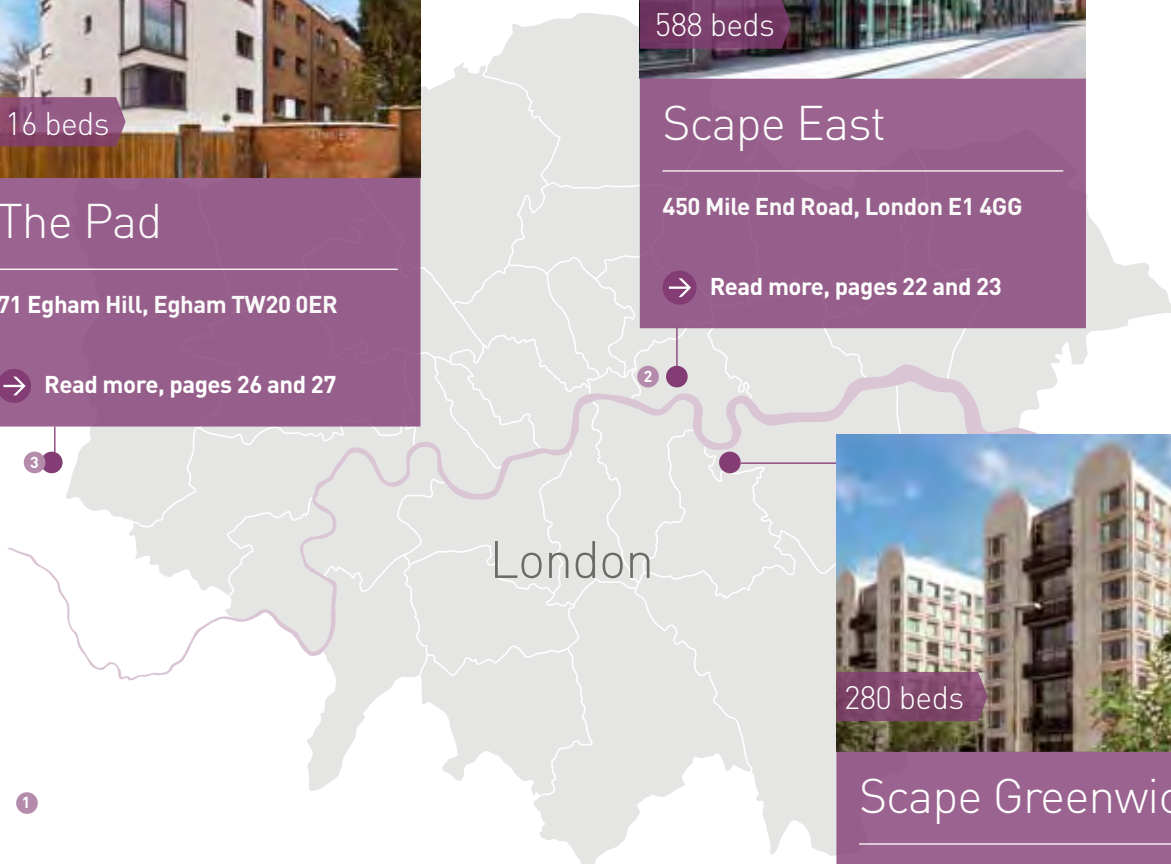 588 beds
16 beds
Scape East
450 Mile End Road, London E1 4GG
Read more, pages 22 and 23
The Pad
71 Egham Hill, Egham TW20 0ER
Read more, pages 26 and 27
2
3
London
280 beds
1
Scape Greenwic